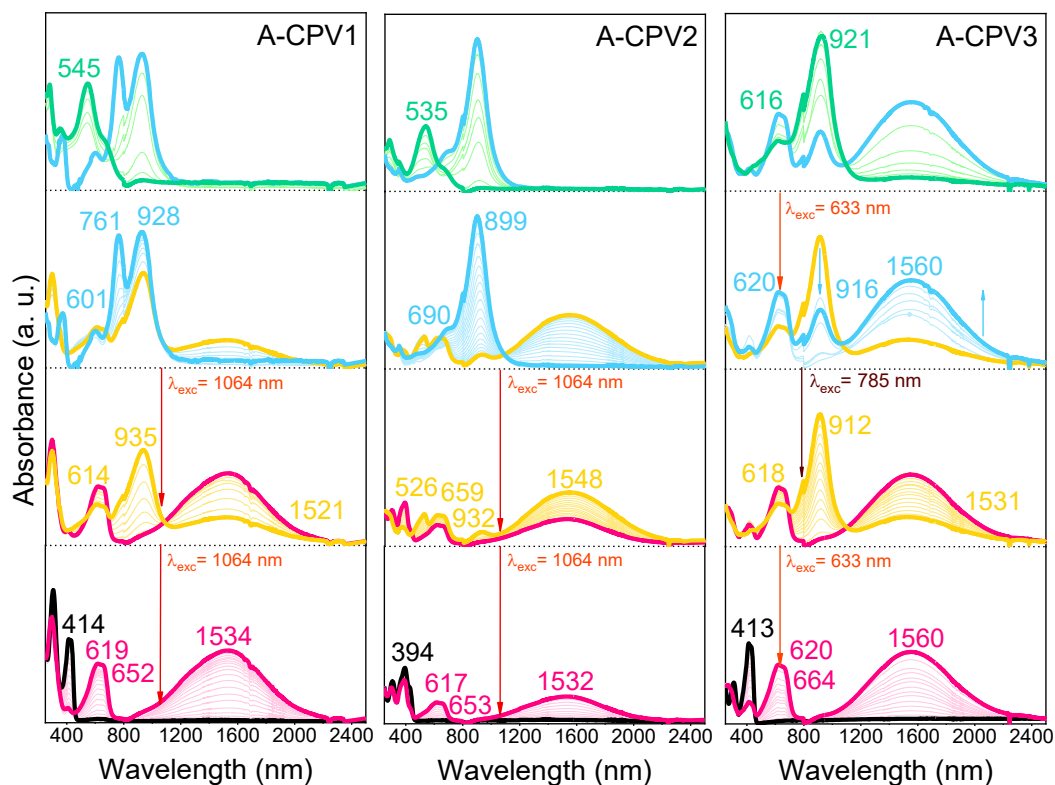 A-CPV1
545
A-CPV2
535
A-CPV3
921
616
761 928
601
899
690
λexc= 633 nm
620
916
1560
Absorbance (a. u.)
λexc= 1064 nm
935
614
1521
λexc= 1064 nm
526 659
932
1548
λexc= 785 nm
912
618
1531
λexc= 1064 nm
414
619
652
1534
λexc= 1064 nm
394
617
653
1532
λexc= 633 nm
413
620
664
1560
400 800 1200 1600 2000 2400
400 800 1200 1600 2000 2400
400 800 1200 1600 2000 2400
Wavelength (nm)
Wavelength (nm)
Wavelength (nm)